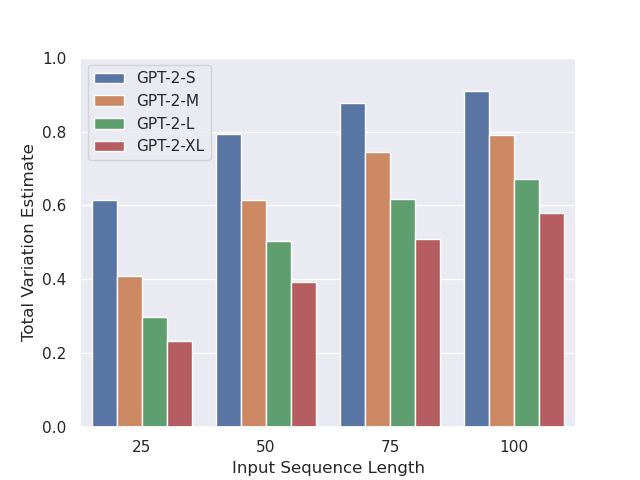 1.0
0.8
0.6
0.4
0.2
0.0
Total Variation Estimate
GPT-2-S
GPT-2-M
GPT-2-L
GPT-2-XL
25 50 75 100
Input Sequence Length